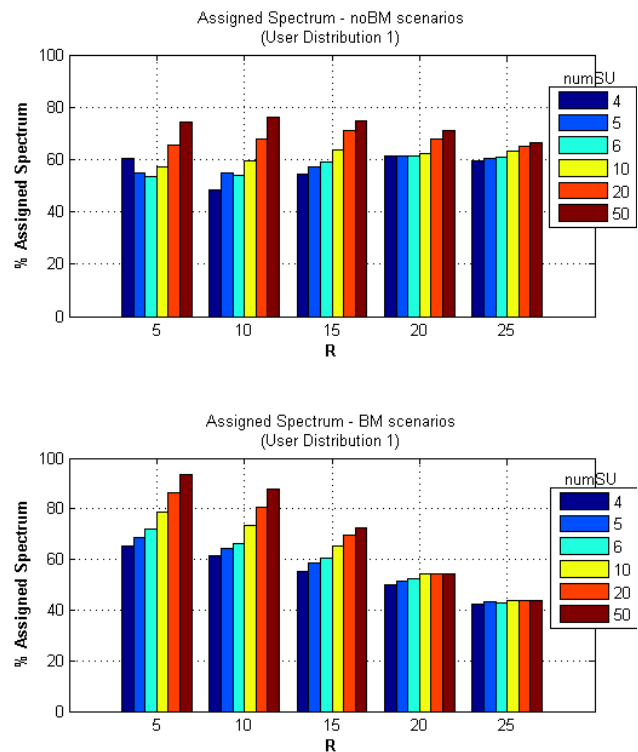 Assigned Spectrum - noBM scenarios
(User Distribution 1)
% Assigned Spectrum
100
80
60
40
20
0
5 10 15 20 25
R
numSU
4
5
6
10
20
50
Assigned Spectrum - BM scenarios
(User Distribution 1)
% Assigned Spectrum
100
80
60
40
20
0
5 10 15 20 25
R
numSU
4
5
6
10
20
50